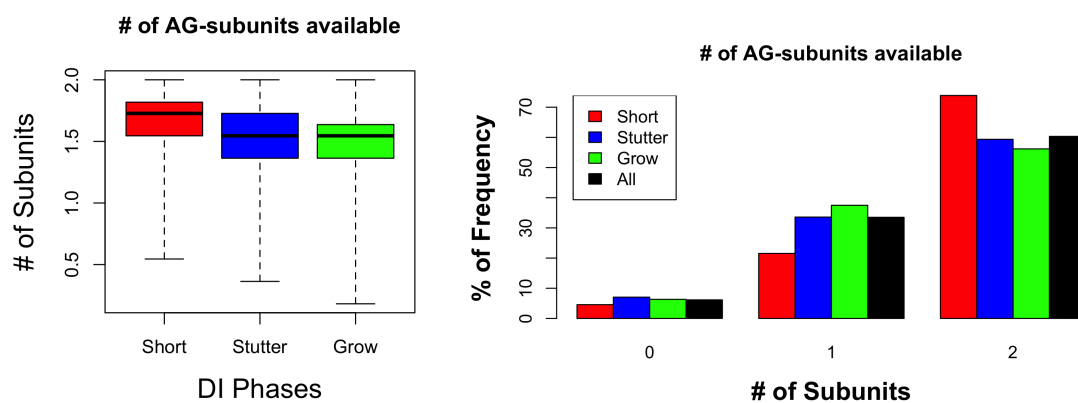 # of AG-subunits available
# of Subunits
2.0
1.5
1.0
0.5
Short Stutter Grow
DI Phases
# of AG-subunits available
% of Frequency
70
50
30
10
0
Short
Stutter
Grow
All
0 1 2
# of Subunits